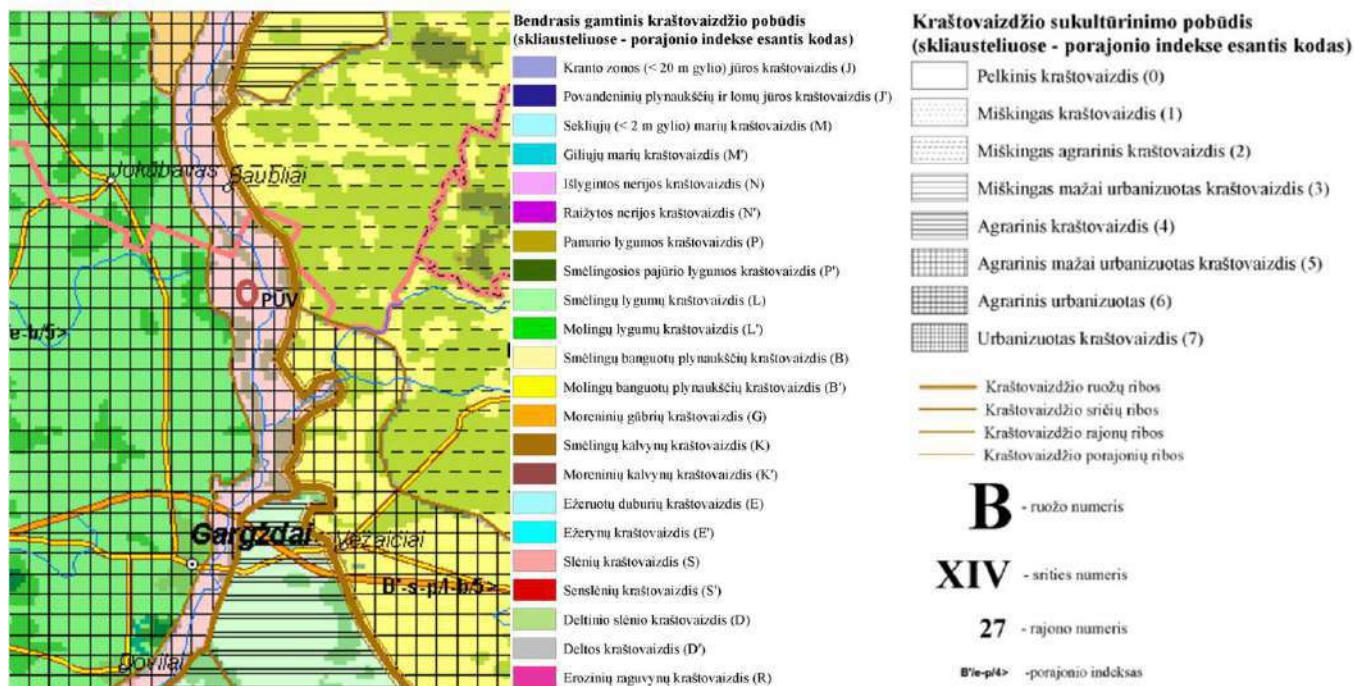 Jokūbavas
Saubliai
PŪV
e-b/5>
Gargždai
Vėžaičiai
B'-s-p/l-b/5>
Dovilai
Bendrasis gamtinis kraštovaizdžio pobūdis
(skliausteliuose - porajonio indekse esantis kodas)
Kranto zonos (< 20 m gylio) jūros kraštovaizdis (J)
Povandeninių plynaukščių ir lomų jūros kraštovaizdis (J')
Sekliųjų (< 2 m gylio) marių kraštovaizdis (M)
Giliųjų marių kraštovaizdis (M')
Išlygintos nerijos kraštovaizdis (N)
Raižytos nerijos kraštovaizdis (N')
Pamario lygumos kraštovaizdis (P)
Smėlingosios pajūrio lygumos kraštovaizdis (P')
Smėlingų lygumų kraštovaizdis (L)
Molingų lygumų kraštovaizdis (L')
Smėlingų banguotų plynaukščių kraštovaizdis (B)
Molingų banguotų plynaukščių kraštovaizdis (B')
Moreninių gūbrių kraštovaizdis (G)
Smėlingų kalvynų kraštovaizdis (K)
Moreninių kalvynų kraštovaizdis (K')
Ežeruotų duburių kraštovaizdis (E)
Ežerynų kraštovaizdis (E')
Slėnių kraštovaizdis (S)
Senslėnių kraštovaizdis (S')
Deltinio slėnio kraštovaizdis (D)
Deltos kraštovaizdis (D')
Erozinių raguvynų kraštovaizdis (R)
Kraštovaizdžio sukultūrinimo pobūdis
(skliausteliuose - porajonio indekse esantis kodas)
Pelkinis kraštovaizdis (0)
Miškingas kraštovaizdis (1)
Miškingas agrarinis kraštovaizdis (2)
Miškingas mažai urbanizuotas kraštovaizdis (3)
Agrarinis kraštovaizdis (4)
Agrarinis mažai urbanizuotas kraštovaizdis (5)
Agrarinis urbanizuotas (6)
Urbanizuotas kraštovaizdis (7)
Kraštovaizdžio ruožų ribos
Kraštovaizdžio sričių ribos
Kraštovaizdžio rajonų ribos
Kraštovaizdžio porajonių ribos
B - ruožo numeris
XIV - srities numeris
27 - rajono numeris
B'/e-p/4> -porajonio indeksas